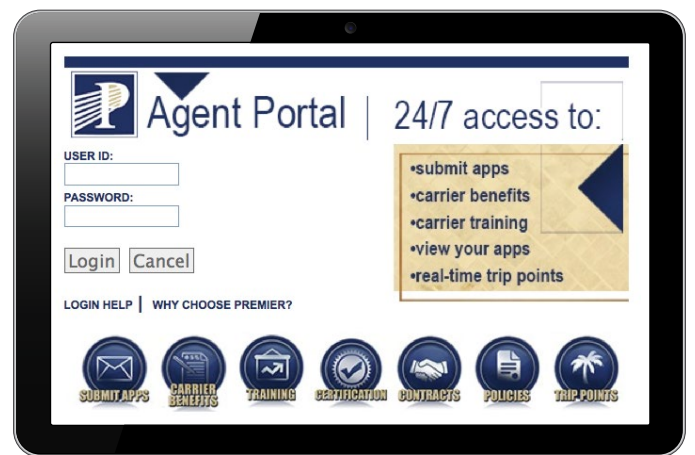 P
Agent Portal | 24/7 access to:
USER ID:
PASSWORD:
Login Cancel
LOGIN HELP | WHY CHOOSE PREMIER?
•submit apps
•carrier benefits
•carrier training
•view your apps
•real-time trip points
SUBMIT APPS
CARRIER
BENEFITS
TRAINING
CERTIFICATION
CONTRACTS
POLICIES
TRIP POINTS